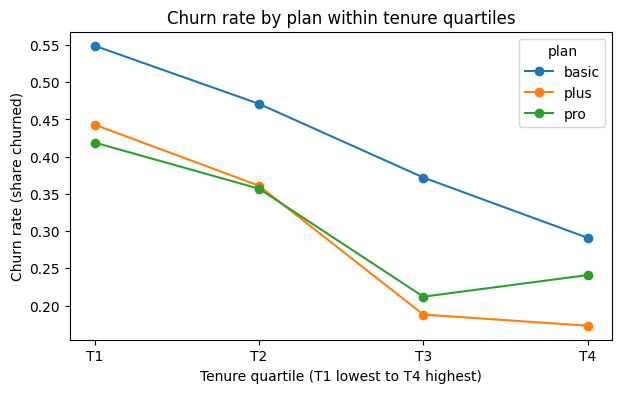 Churn rate by plan within tenure quartiles
plan
basic
plus
pro
Churn rate (share churned)
0.55
0.50
0.45
0.40
0.35
0.30
0.25
0.20
T1
T2
T3
T4
Tenure quartile (T1 lowest to T4 highest)